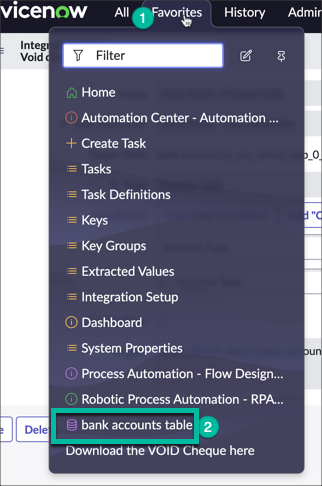 vicenow All 1 Favorites History Admin
Integr
Void c
Filter
Home
Automation Center - Automation ...
Create Task
Tasks
Task Definitions
Keys
Key Groups
Extracted Values
Integration Setup
Dashboard
System Properties
Process Automation - Flow Design...
Robotic Process Automation - RPA...
Dele
bank accounts table 2
Download the VOID Cheque here